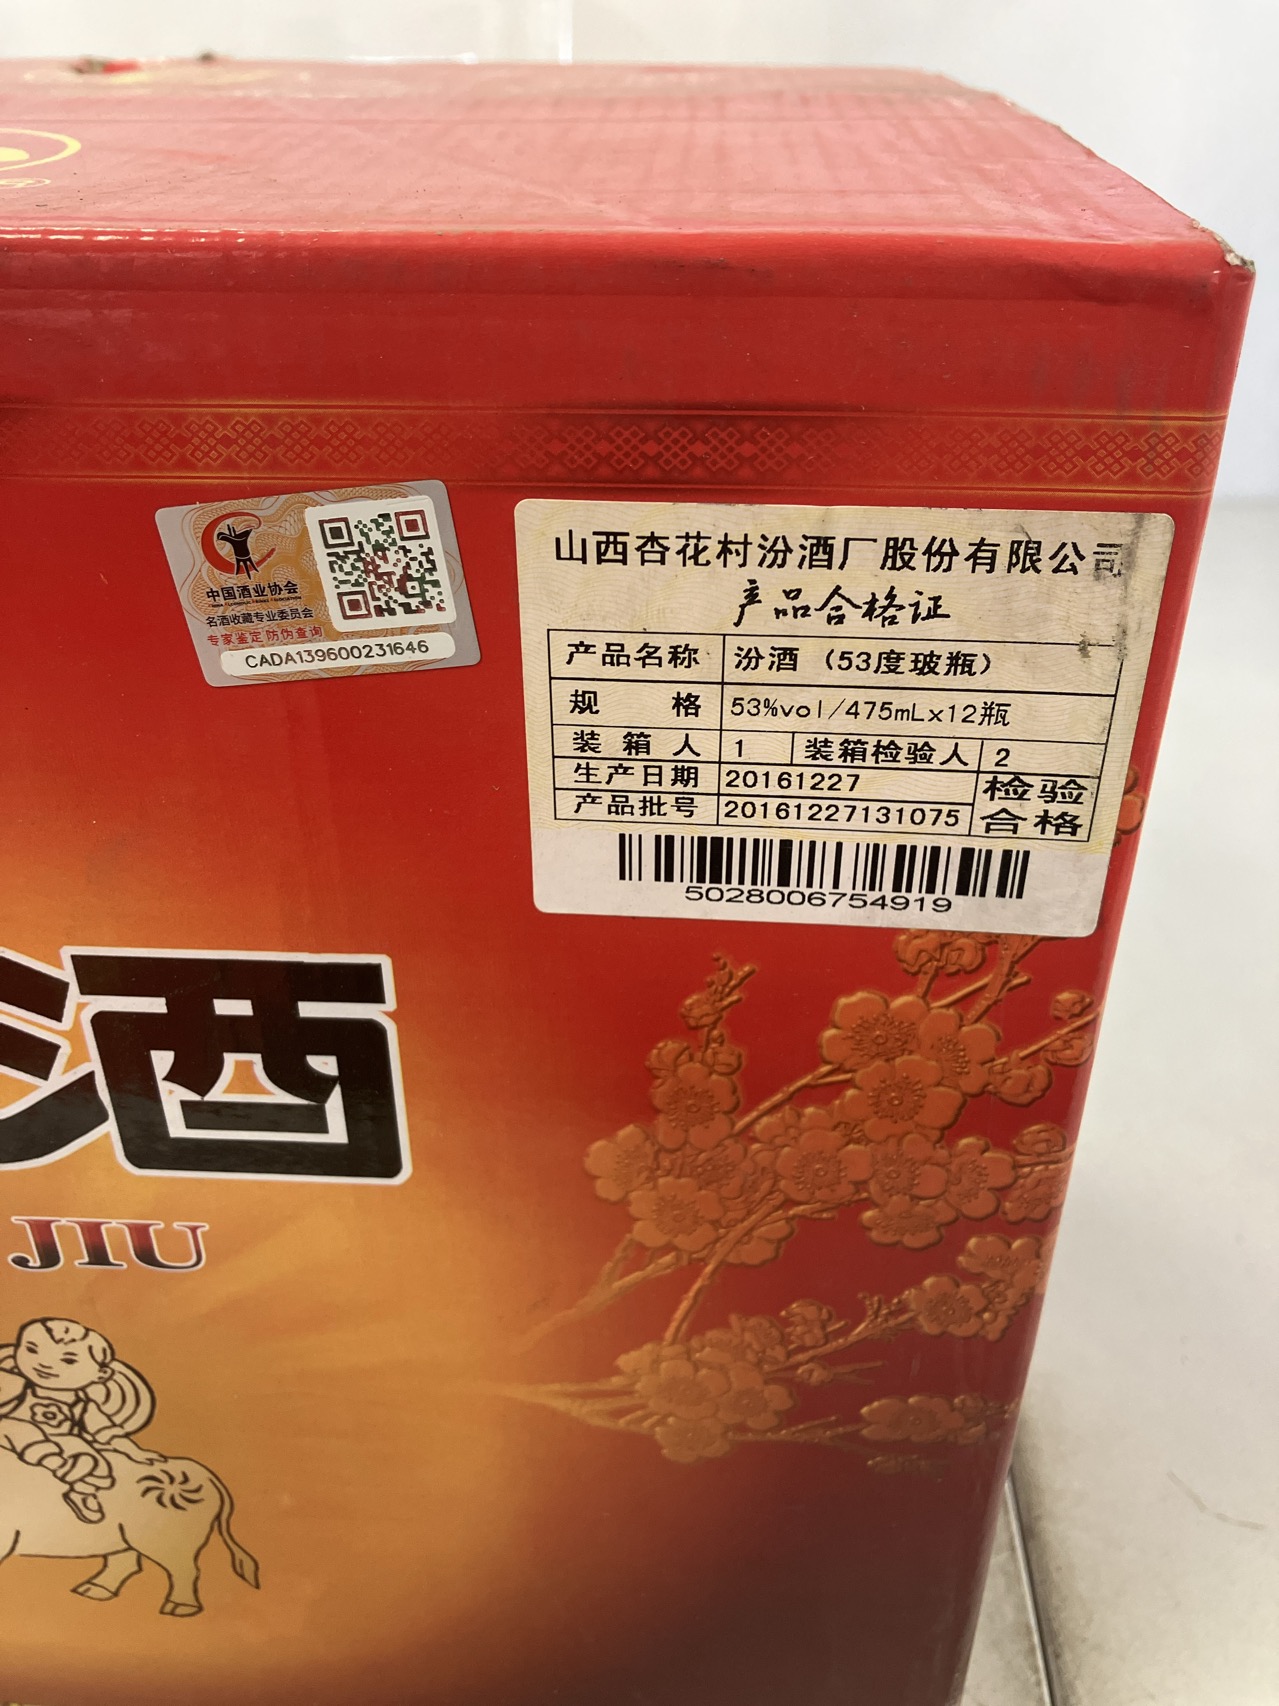 中国酒业协会
名酒收藏专业委员会
专家鉴定 防伪查询
CADA139600231646
山西杏花村汾酒厂股份有限公司
产品合格证
产品名称 汾酒（53度玻瓶）
规 格 53%vol/475mLx12瓶
装箱人 1 装箱检验人 2
生产日期 20161227 检验
产品批号 20161227131075 合格
5028006754919
酒
JIU